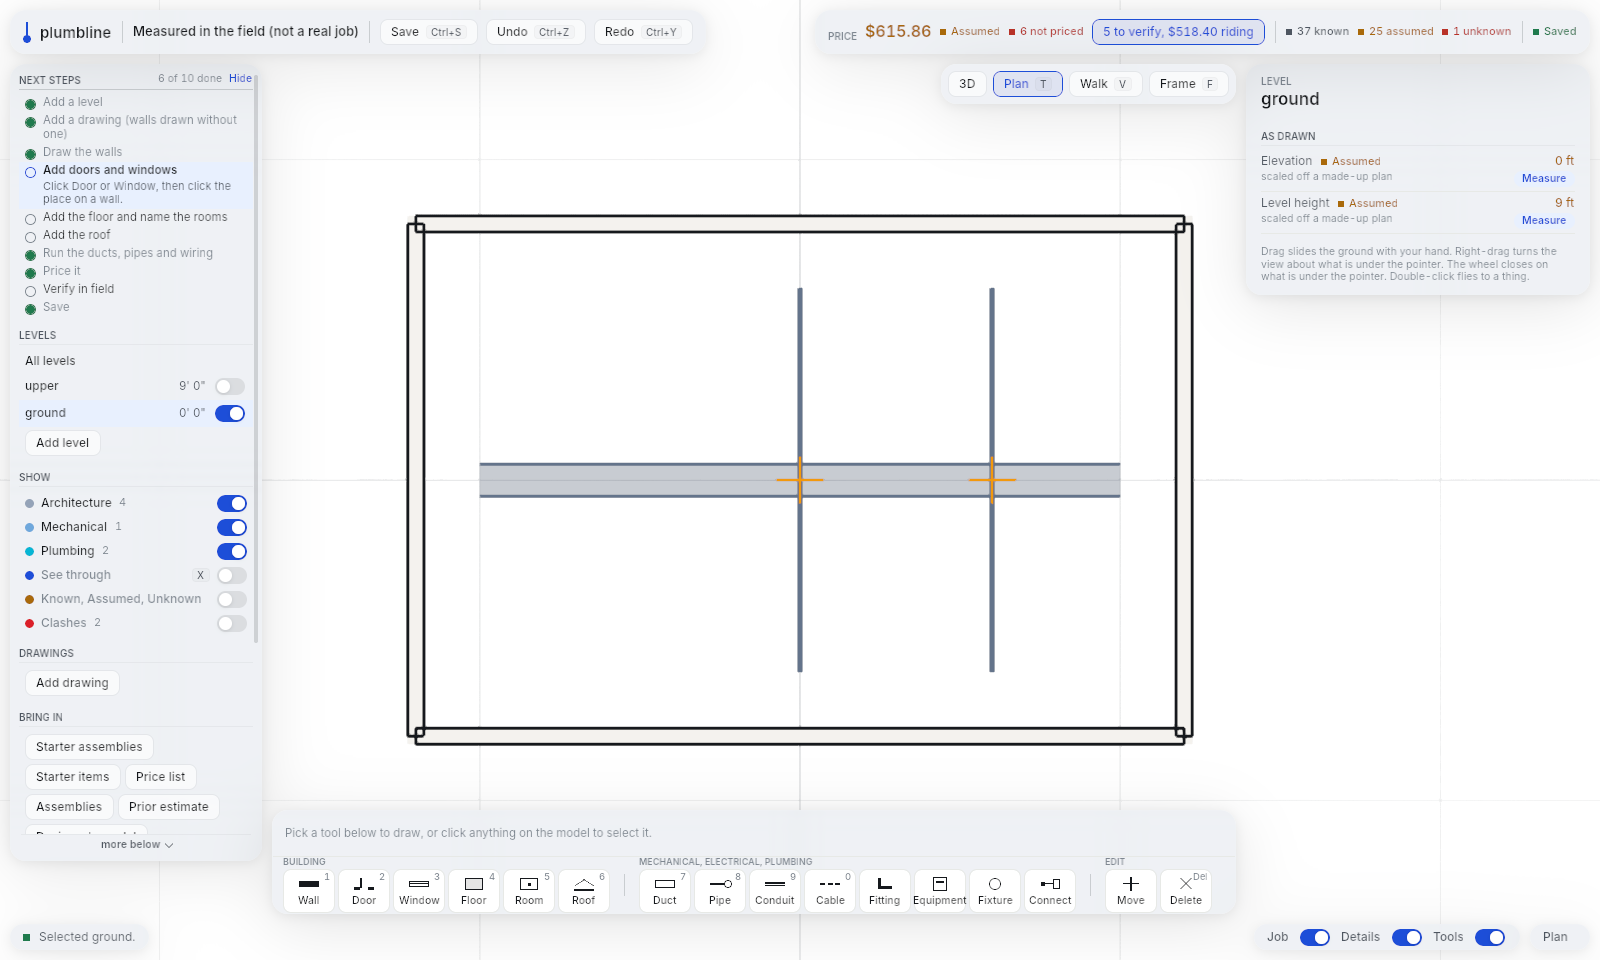 plumbline
Measured in the field (not a real job)
Save Ctrl+S
Undo Ctrl+Z
Redo Ctrl+Y
PRICE $615.86 Assumed 6 not priced
5 to verify, $518.40 riding
37 known 25 assumed 1 unknown
Saved
3D
Plan T
Walk V
Frame F
NEXT STEPS 6 of 10 done Hide
Add a level
Add a drawing (walls drawn without
one)
Draw the walls
Add doors and windows
Click Door or Window, then click the
place on a wall.
Add the floor and name the rooms
Add the roof
Run the ducts, pipes and wiring
Price it
Verify in field
Save
LEVELS
All levels
upper 9' 0"
ground 0' 0"
Add level
SHOW
Architecture 4
Mechanical 1
Plumbing 2
See through X
Known, Assumed, Unknown
Clashes 2
DRAWINGS
Add drawing
BRING IN
Starter assemblies
Starter items Price list
Assemblies Prior estimate
more below
LEVEL
ground
AS DRAWN
Elevation Assumed 0 ft
scaled off a made-up plan Measure
Level height Assumed 9 ft
scaled off a made-up plan Measure
Drag slides the ground with your hand. Right-drag turns the
view about what is under the pointer. The wheel closes on
what is under the pointer. Double-click flies to a thing.
Pick a tool below to draw, or click anything on the model to select it.
BUILDING
Wall 1
Door 2
Window 3
Floor 4
Room 5
Roof 6
MECHANICAL, ELECTRICAL, PLUMBING
Duct 7
Pipe 8
Conduit 9
Cable 0
Fitting
Equipment
Fixture
Connect
EDIT
Move
Delete Del
Selected ground.
Job Details Tools Plan